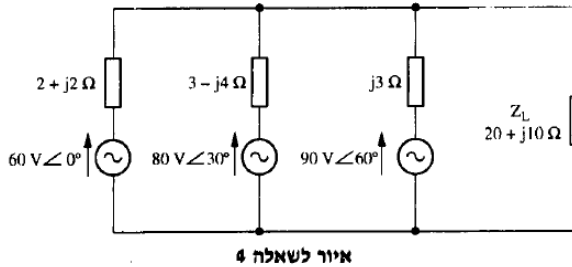 2 + j2 Ω
3 – j4 Ω
j3 Ω
Z_L
20 + j10 Ω
60 V∠0°
80 V∠30°
90 V∠60°
איור לשאלה 4